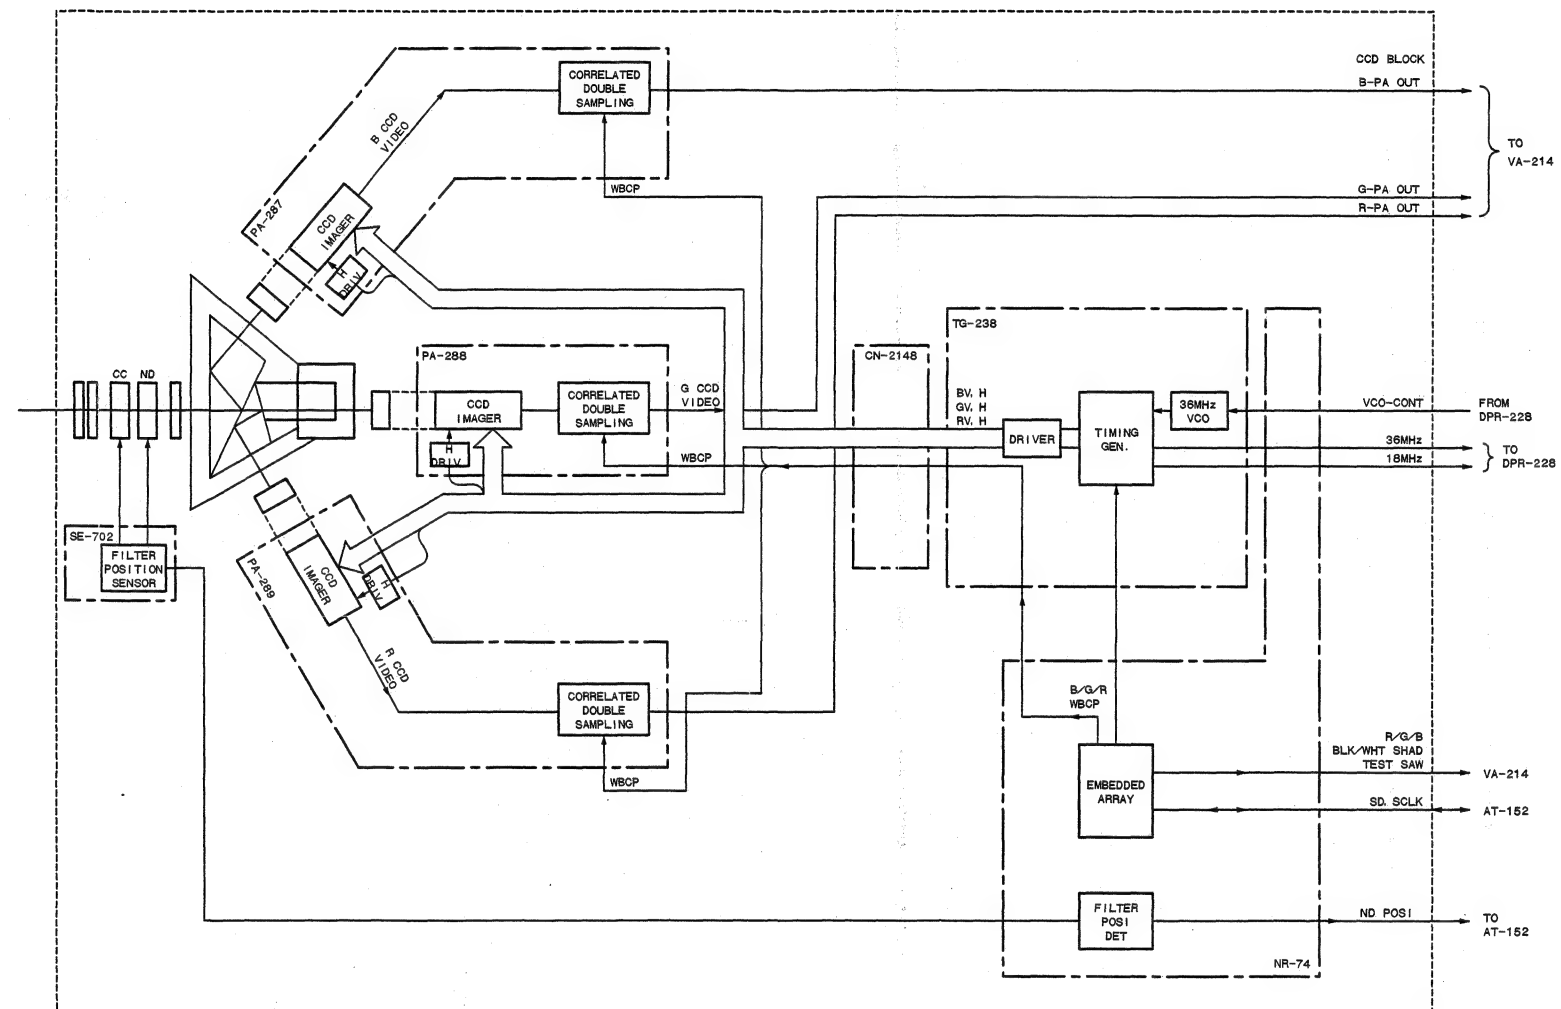 CCD BLOCK
CORRELATED
DOUBLE
SAMPLING
B-PA OUT
B CCD
VIDEO
TO
VA-214
WBCP
G-PA OUT
R-PA OUT
PA-287
CCD
IMAGER
H
DRIV.
TG-238
PA-288
CN-2148
CC
ND
G CCD
VIDEO
CCD
IMAGER
CORRELATED
DOUBLE
SAMPLING
BV, H
GV, H
RV, H
36MHz
VCO
VCO-CONT
FROM
DPR-228
DRIVER
TIMING
GEN.
H
DRIV.
WBCP
36MHz
18MHz
TO
DPR-228
SE-702
FILTER
POSITION
SENSOR
PA-289
CCD
IMAGER
H
DRIV.
R CCD
VIDEO
CORRELATED
DOUBLE
SAMPLING
B/G/R
WBCP
R/G/B
BLK/WHT SHAD
TEST SAW
VA-214
WBCP
EMBEDDED
ARRAY
SD, SCLK
AT-152
FILTER
POSI
DET
ND POSI
TO
AT-152
NR-74